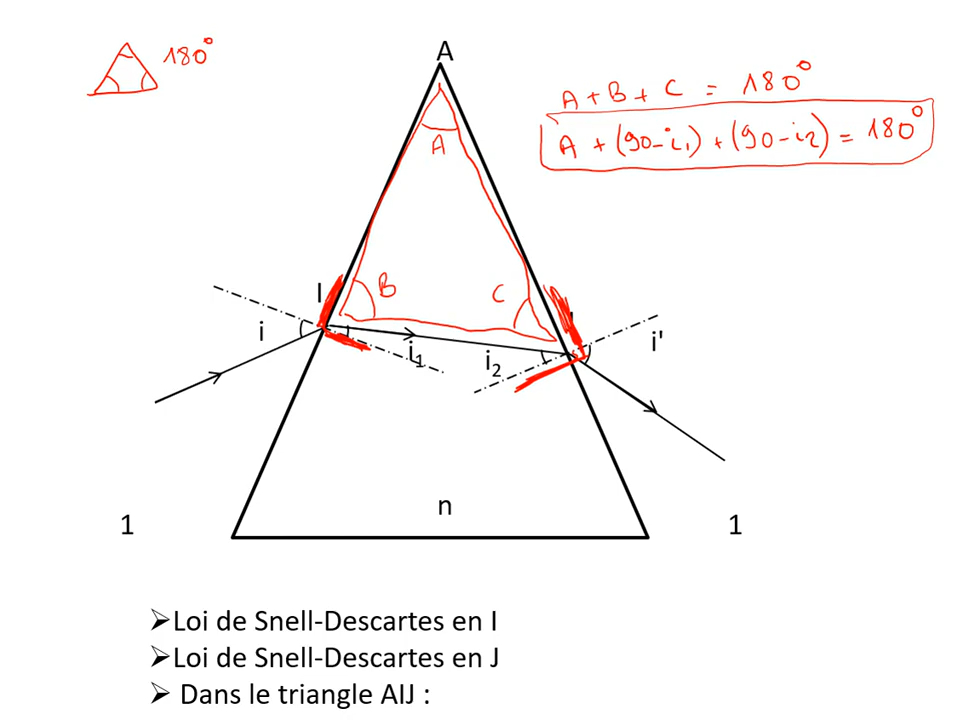 180°
A
A + B + C = 180°
A + (90-i₁) + (90-i₂) = 180°
A
I
B
C
i
i₁
i₂
i'
n
1
1
➢Loi de Snell-Descartes en I
➢Loi de Snell-Descartes en J
➢ Dans le triangle AIJ :